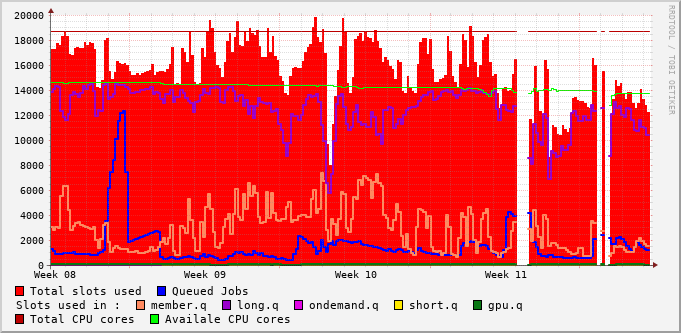 20000
18000
16000
14000
12000
10000
8000
6000
4000
2000
0
Week 08 Week 09 Week 10 Week 11
RRDTOOL / TOBI OETIKER
Total slots used Queued Jobs
Slots used in : member.q long.q ondemand.q short.q gpu.q
Total CPU cores Availale CPU cores